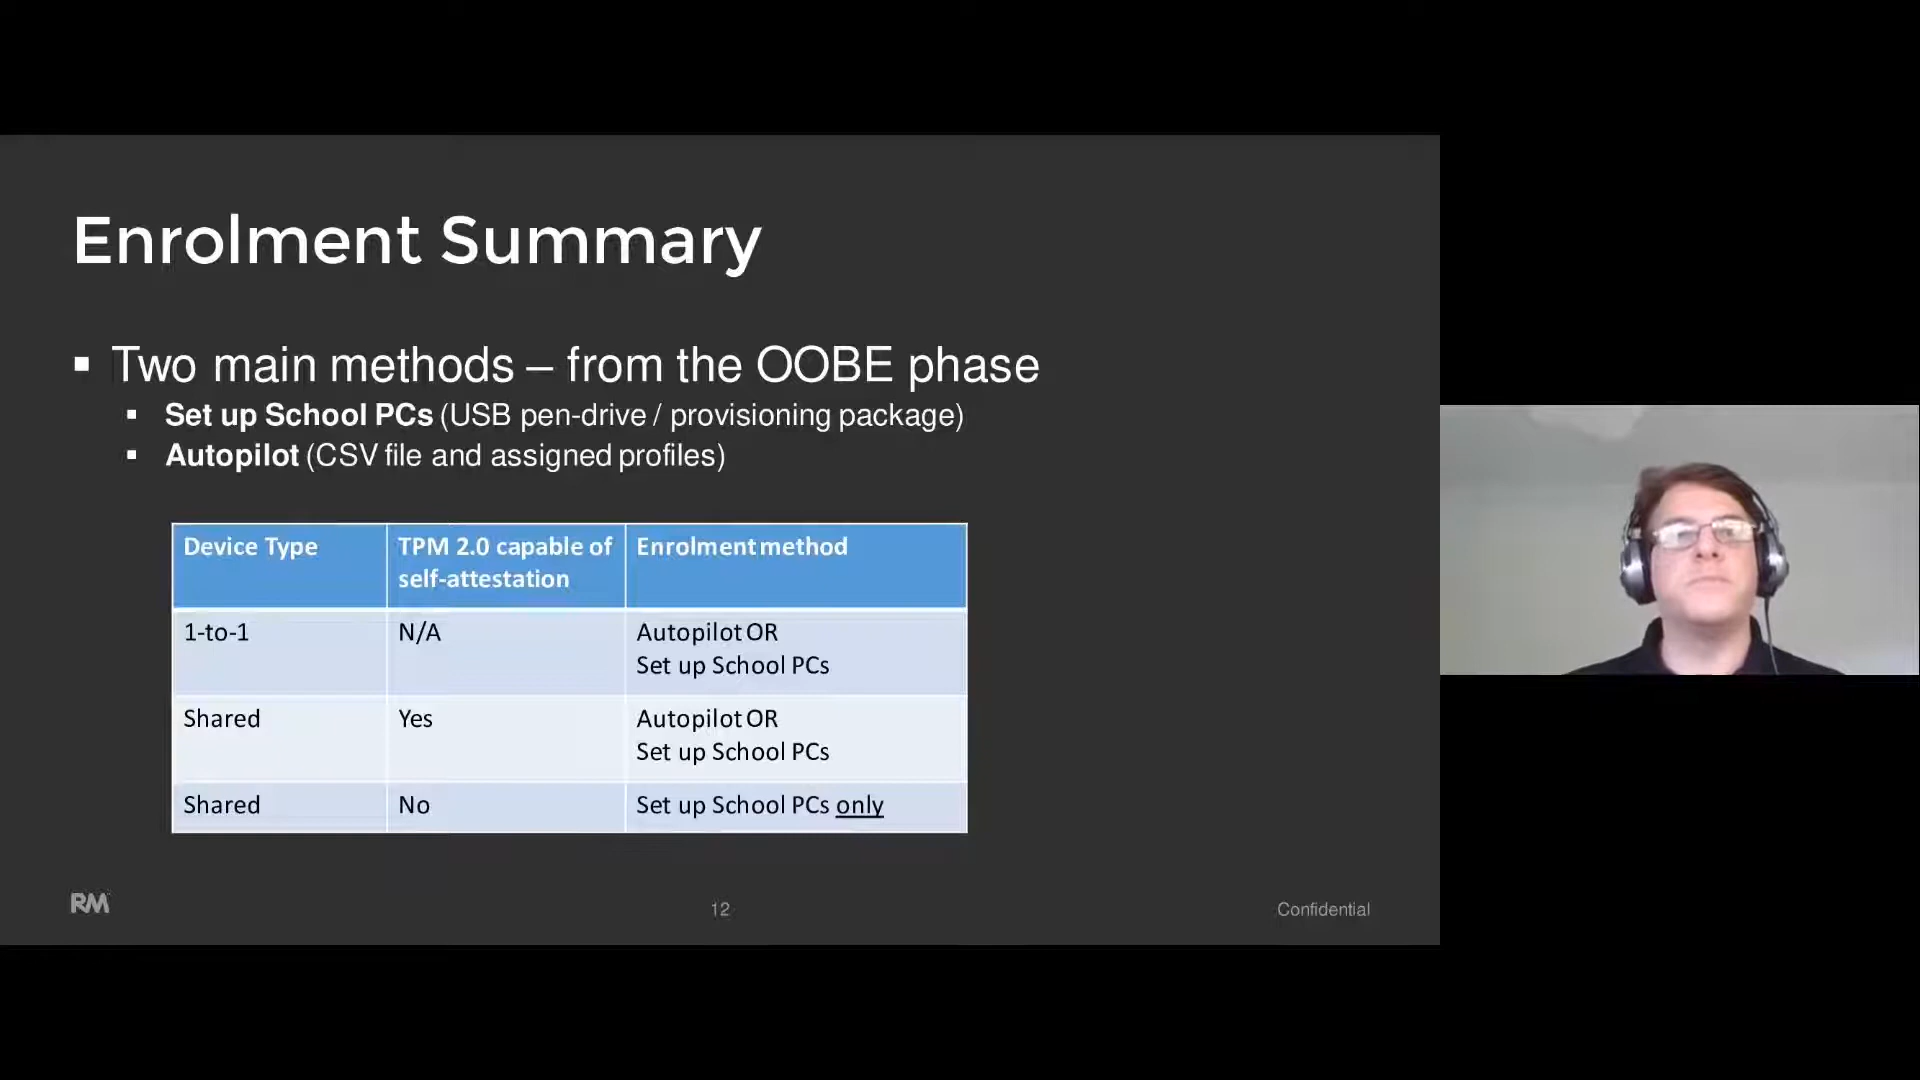 Enrolment Summary
▪ Two main methods – from the OOBE phase
▪ Set up School PCs (USB pen-drive / provisioning package)
▪ Autopilot (CSV file and assigned profiles)
Device Type
TPM 2.0 capable of
self-attestation
Enrolment method
1-to-1
N/A
Autopilot OR
Set up School PCs
Shared
Yes
Autopilot OR
Set up School PCs
Shared
No
Set up School PCs only
RM
12
Confidential